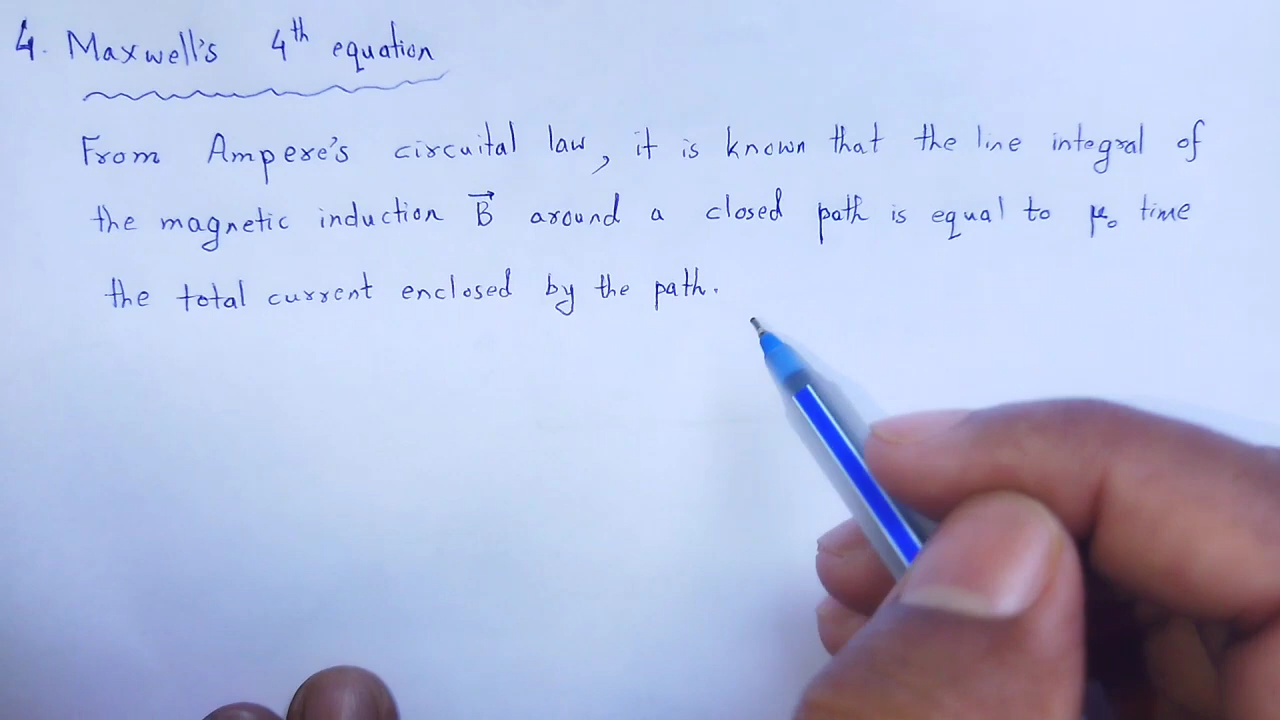 4. Maxwell's 4th equation
From Ampere's circuital law, it is known that the line integral of
the magnetic induction B⃗ around a closed path is equal to μ₀ time
the total current enclosed by the path.